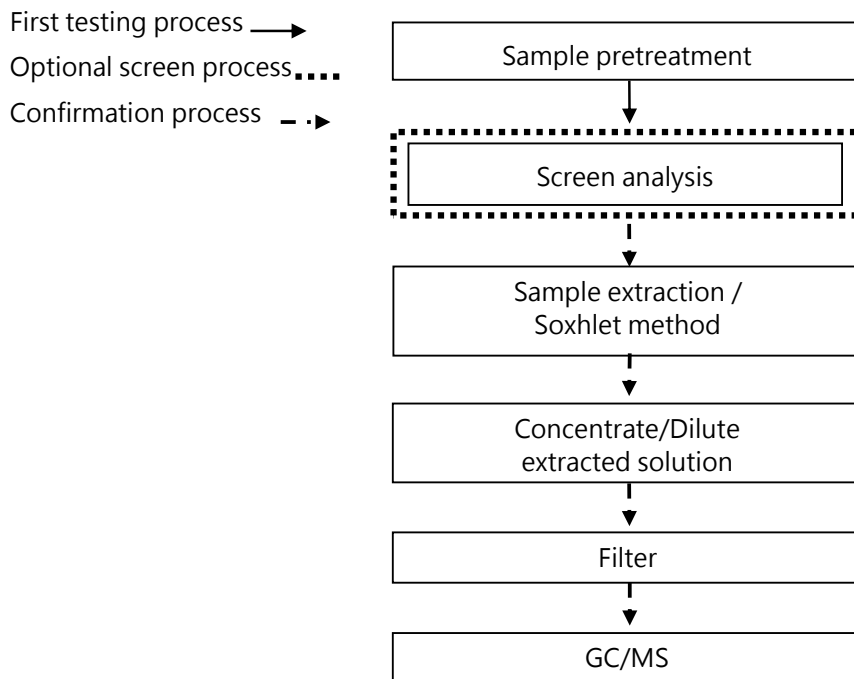 First testing process
Optional screen process
Confirmation process
Sample pretreatment
Screen analysis
Sample extraction /
Soxhlet method
Concentrate/Dilute
extracted solution
Filter
GC/MS